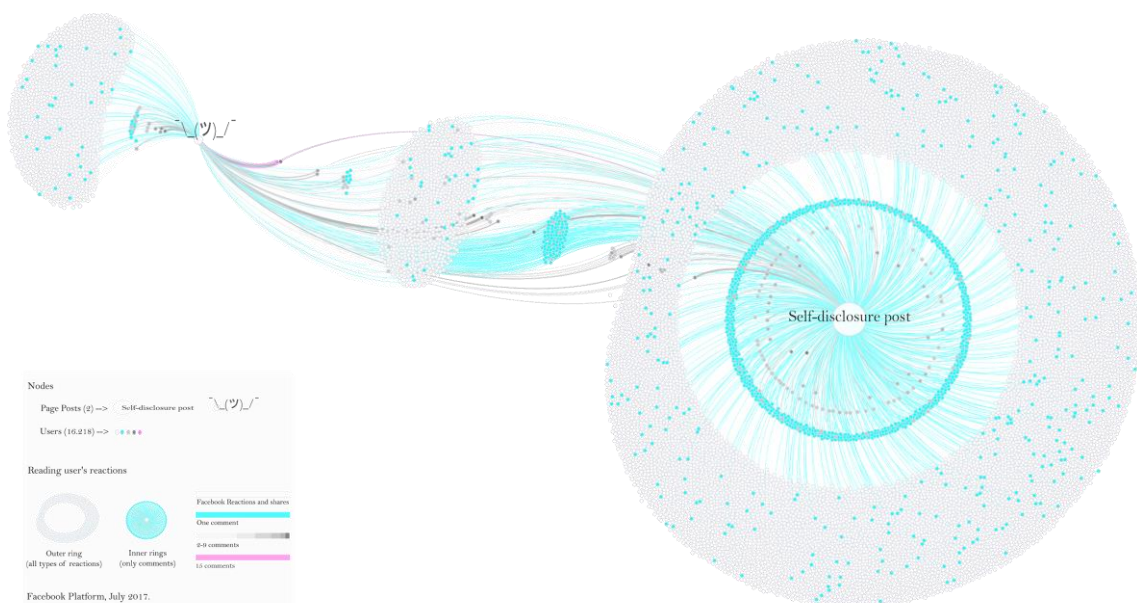 ¯\_(ツ)_/¯
Self-disclosure post
Nodes
Page Posts (2) —> Self-disclosure post ¯\_(ツ)_/¯
Users (16.218) —>
Reading user's reactions
Facebook Reactions and shares
One comment
2-9 comments
15 comments
Outer ring
(all types of reactions)
Inner rings
(only comments)
Facebook Platform, July 2017.